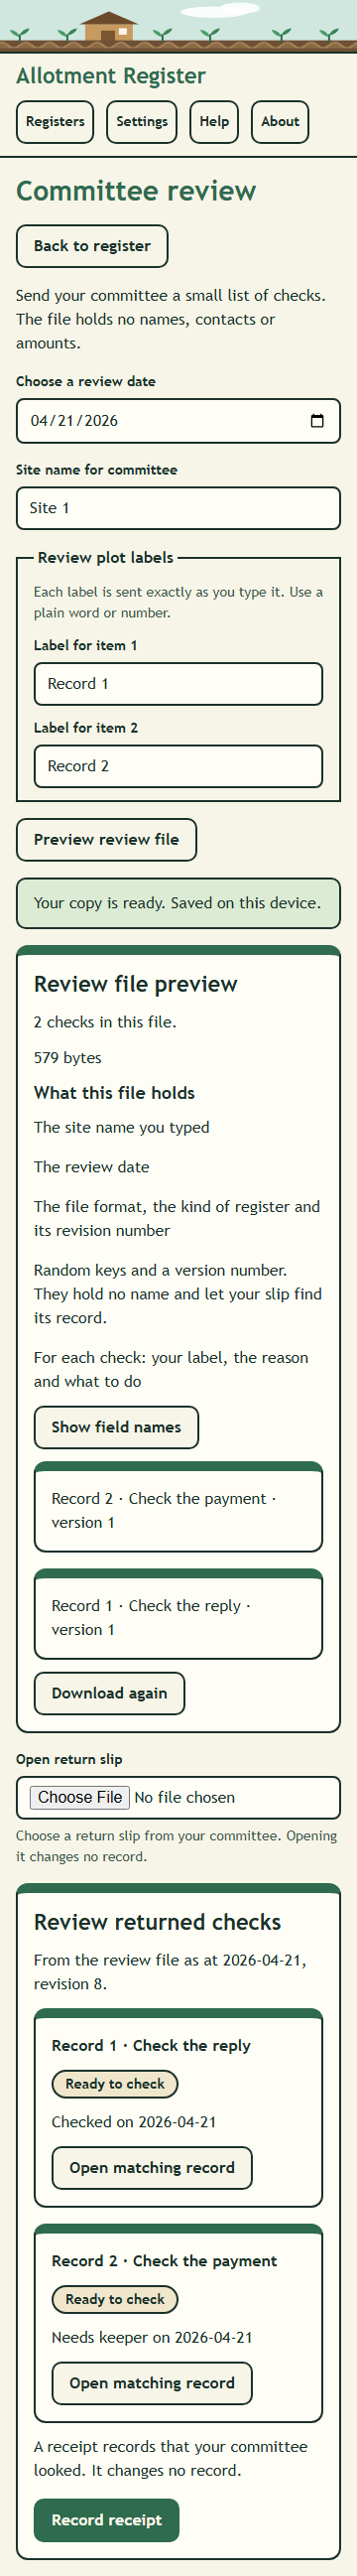 Allotment Register
Registers
Settings
Help
About
Committee review
Back to register
Send your committee a small list of checks.
The file holds no names, contacts or
amounts.
Choose a review date
04/21/2026
Site name for committee
Site 1
Review plot labels
Each label is sent exactly as you type it. Use a
plain word or number.
Label for item 1
Record 1
Label for item 2
Record 2
Preview review file
Your copy is ready. Saved on this device.
Review file preview
2 checks in this file.
579 bytes
What this file holds
The site name you typed
The review date
The file format, the kind of register and
its revision number
Random keys and a version number.
They hold no name and let your slip find
its record.
For each check: your label, the reason
and what to do
Show field names
Record 2 · Check the payment ·
version 1
Record 1 · Check the reply ·
version 1
Download again
Open return slip
Choose File No file chosen
Choose a return slip from your committee. Opening
it changes no record.
Review returned checks
From the review file as at 2026-04-21,
revision 8.
Record 1 · Check the reply
Ready to check
Checked on 2026-04-21
Open matching record
Record 2 · Check the payment
Ready to check
Needs keeper on 2026-04-21
Open matching record
A receipt records that your committee
looked. It changes no record.
Record receipt